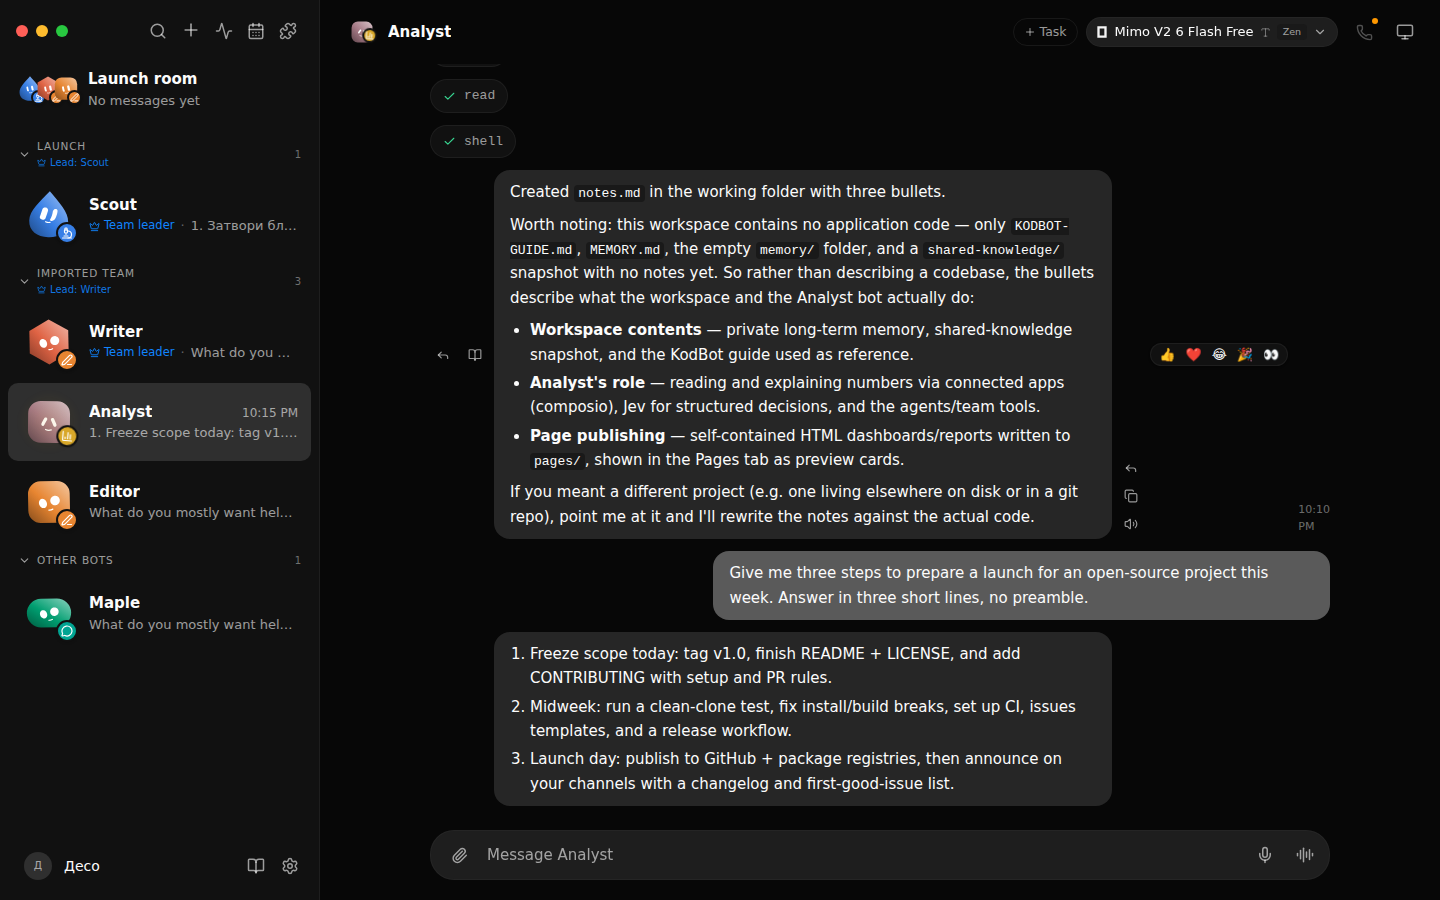 Launch room
No messages yet
LAUNCH
1
Lead: Scout
Scout
Team leader · 1. Затвори бл...
IMPORTED TEAM
3
Lead: Writer
Writer
Team leader · What do you ...
Analyst
10:15 PM
1. Freeze scope today: tag v1....
Editor
What do you mostly want hel...
OTHER BOTS
1
Maple
What do you mostly want hel...
Д
Десо
Analyst
+ Task
Mimo V2 6 Flash Free
Zen
read
shell
Created notes.md in the working folder with three bullets.
Worth noting: this workspace contains no application code — only KODBOT-
GUIDE.md, MEMORY.md, the empty memory/ folder, and a shared-knowledge/
snapshot with no notes yet. So rather than describing a codebase, the bullets
describe what the workspace and the Analyst bot actually do:
• Workspace contents — private long-term memory, shared-knowledge
snapshot, and the KodBot guide used as reference.
• Analyst's role — reading and explaining numbers via connected apps
(composio), Jev for structured decisions, and the agents/team tools.
• Page publishing — self-contained HTML dashboards/reports written to
pages/, shown in the Pages tab as preview cards.
If you meant a different project (e.g. one living elsewhere on disk or in a git
repo), point me at it and I'll rewrite the notes against the actual code.
10:10
PM
Give me three steps to prepare a launch for an open-source project this
week. Answer in three short lines, no preamble.
1. Freeze scope today: tag v1.0, finish README + LICENSE, and add
CONTRIBUTING with setup and PR rules.
2. Midweek: run a clean-clone test, fix install/build breaks, set up CI, issues
templates, and a release workflow.
3. Launch day: publish to GitHub + package registries, then announce on
your channels with a changelog and first-good-issue list.
Message Analyst